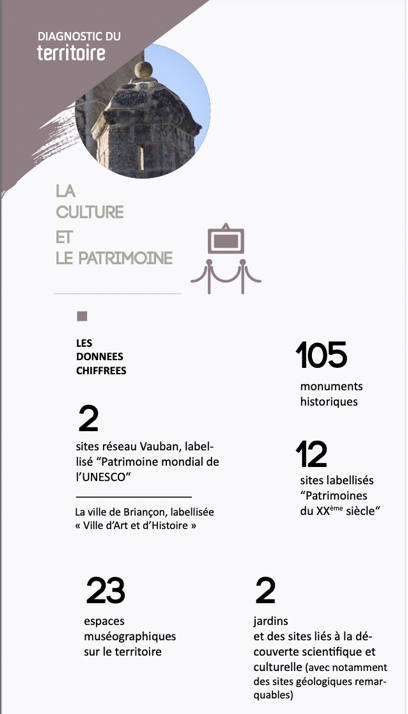 DIAGNOSTIC DU
territoire
LA
CULTURE
ET
LE PATRIMOINE
LES
DONNEES
CHIFFREES
2
sites réseau Vauban, label-
lisé “Patrimoine mondial de
l’UNESCO“
La ville de Briançon, labellisée
« Ville d’Art et d’Histoire »
105
monuments
historiques
12
sites labellisés
“Patrimoines
du XXème siècle“
23
espaces
muséographiques
sur le territoire
2
jardins
et des sites liés à la dé-
couverte scientifique et
culturelle (avec notamment
des sites géologiques remar-
quables)